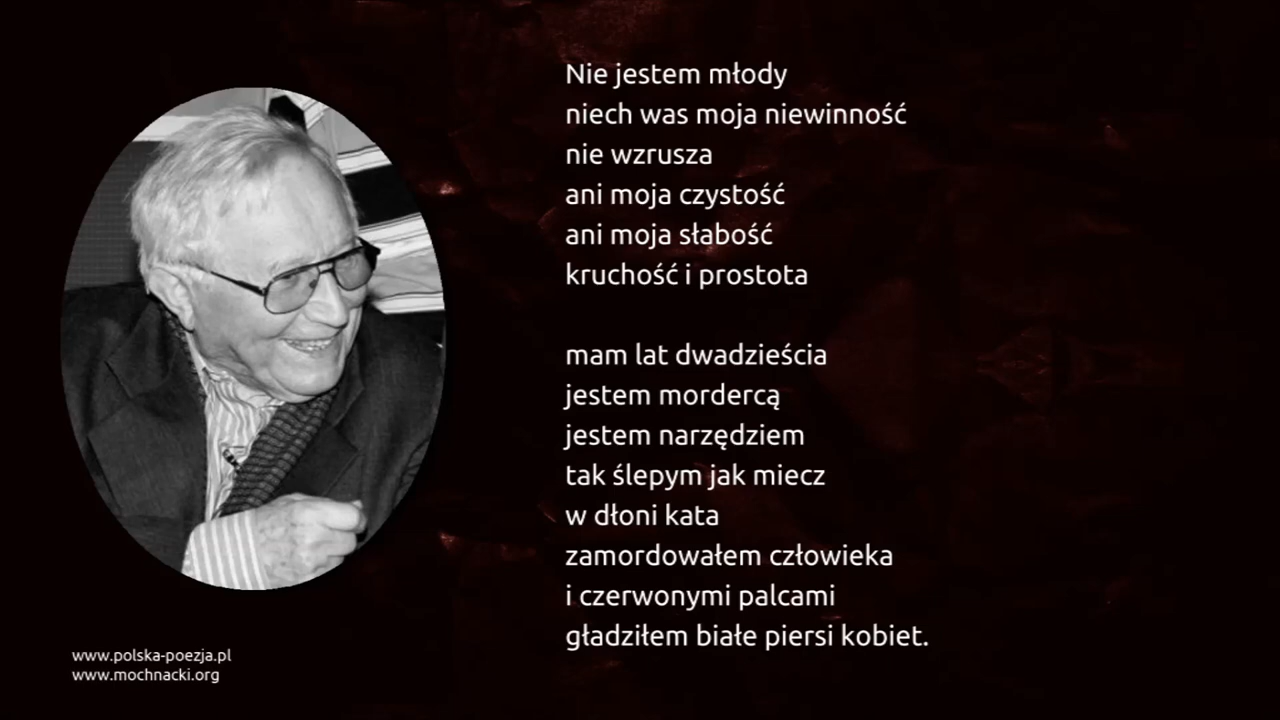 Nie jestem młody
niech was moja niewinność
nie wzrusza
ani moja czystość
ani moja słabość
kruchość i prostota
mam lat dwadzieścia
jestem mordercą
jestem narzędziem
tak ślepym jak miecz
w dłoni kata
zamordowałem człowieka
i czerwonymi palcami
gładziłem białe piersi kobiet.
www.polska-poezja.pl
www.mochnacki.org